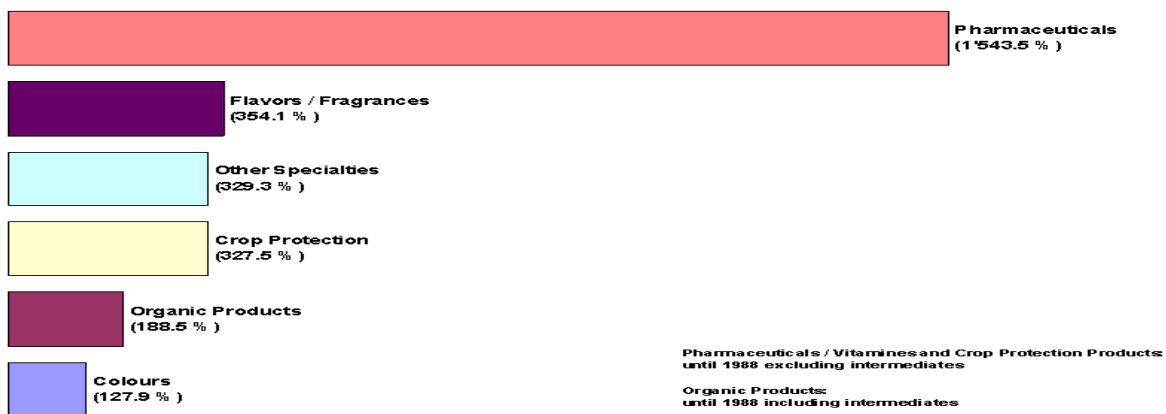 Pharmaceuticals
(1'543.5 % )
Flavors / Fragrances
(354.1 % )
Other Specialties
(329.3 % )
Crop Protection
(327.5 % )
Organic Products
(188.5 % )
Colours
(127.9 % )
Pharmaceuticals / Vitamines and Crop Protection Products:
until 1988 excluding intermediates
Organic Products:
until 1988 including intermediates